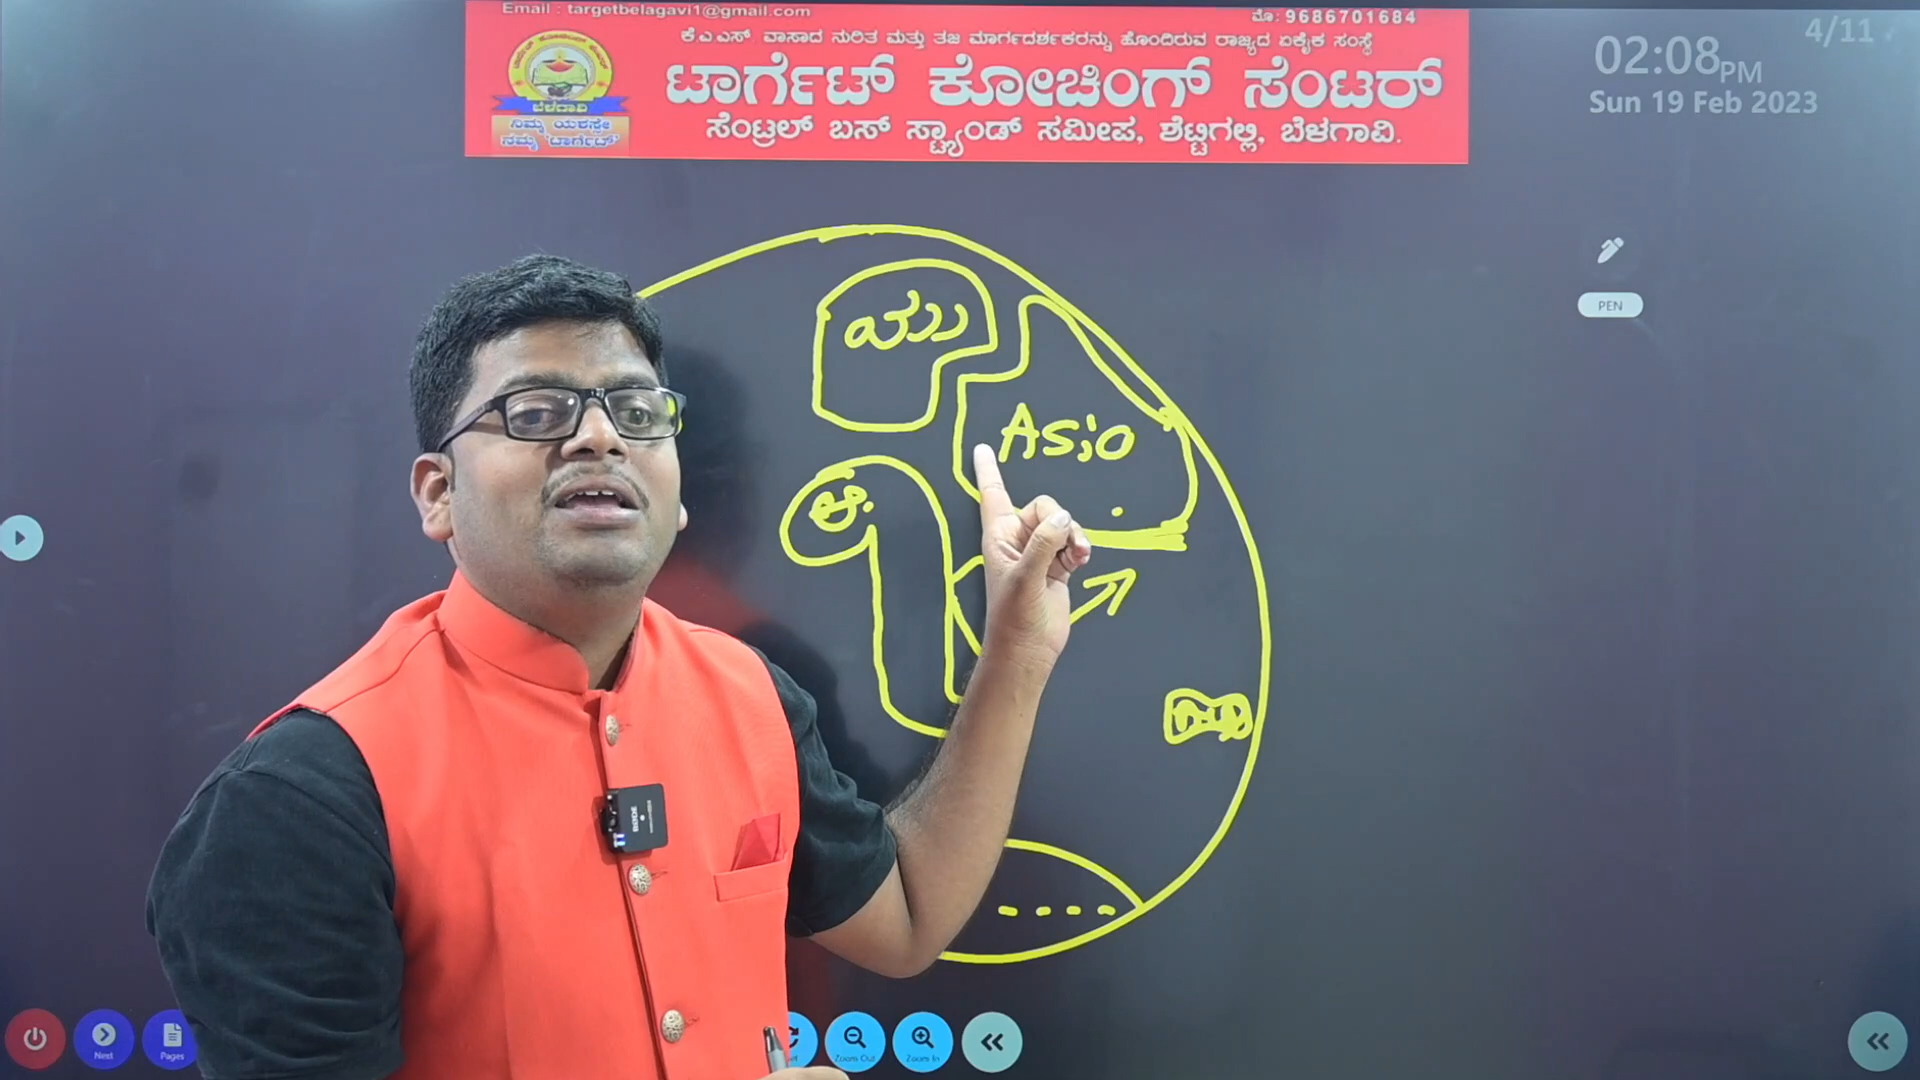 Email : targetbelagavi1@gmail.com
ಮೊ: 9686701684
ಕೆ.ಎ.ಎಸ್. ಪಾಸಾದ ನುರಿತ ಮತ್ತು ತಜ್ಞ ಮಾರ್ಗದರ್ಶಕರನ್ನು ಹೊಂದಿರುವ ರಾಜ್ಯದ ಏಕೈಕ ಸಂಸ್ಥೆ
ಟಾರ್ಗೆಟ್ ಕೋಚಿಂಗ್ ಸೆಂಟರ್
ಸೆಂಟ್ರಲ್ ಬಸ್ ಸ್ಟ್ಯಾಂಡ್ ಸಮೀಪ, ಶೆಟ್ಟಿಗಲ್ಲಿ, ಬೆಳಗಾವಿ.
ಬೆಳಗಾವಿ
ನಿಮ್ಮ ಯಶಸ್ಸೇ
ನಮ್ಮ 'ಟಾರ್ಗೆಟ್'
4/11
02:08PM
Sun 19 Feb 2023
PEN
ಯು
Asia
ಆ.
RODE
Next
Pages
Zoom Out
Zoom In